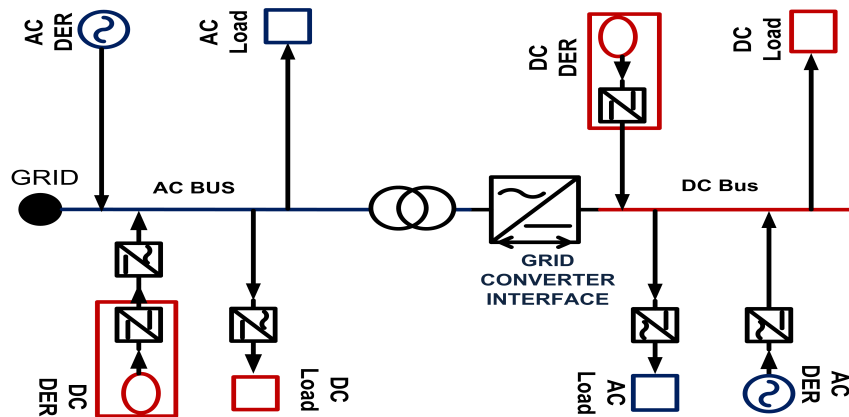 AC
DER
AC
Load
DC
DER
DC
Load
GRID
AC BUS
DC Bus
GRID
CONVERTER
INTERFACE
DC
DER
DC
Load
AC
Load
AC
DER